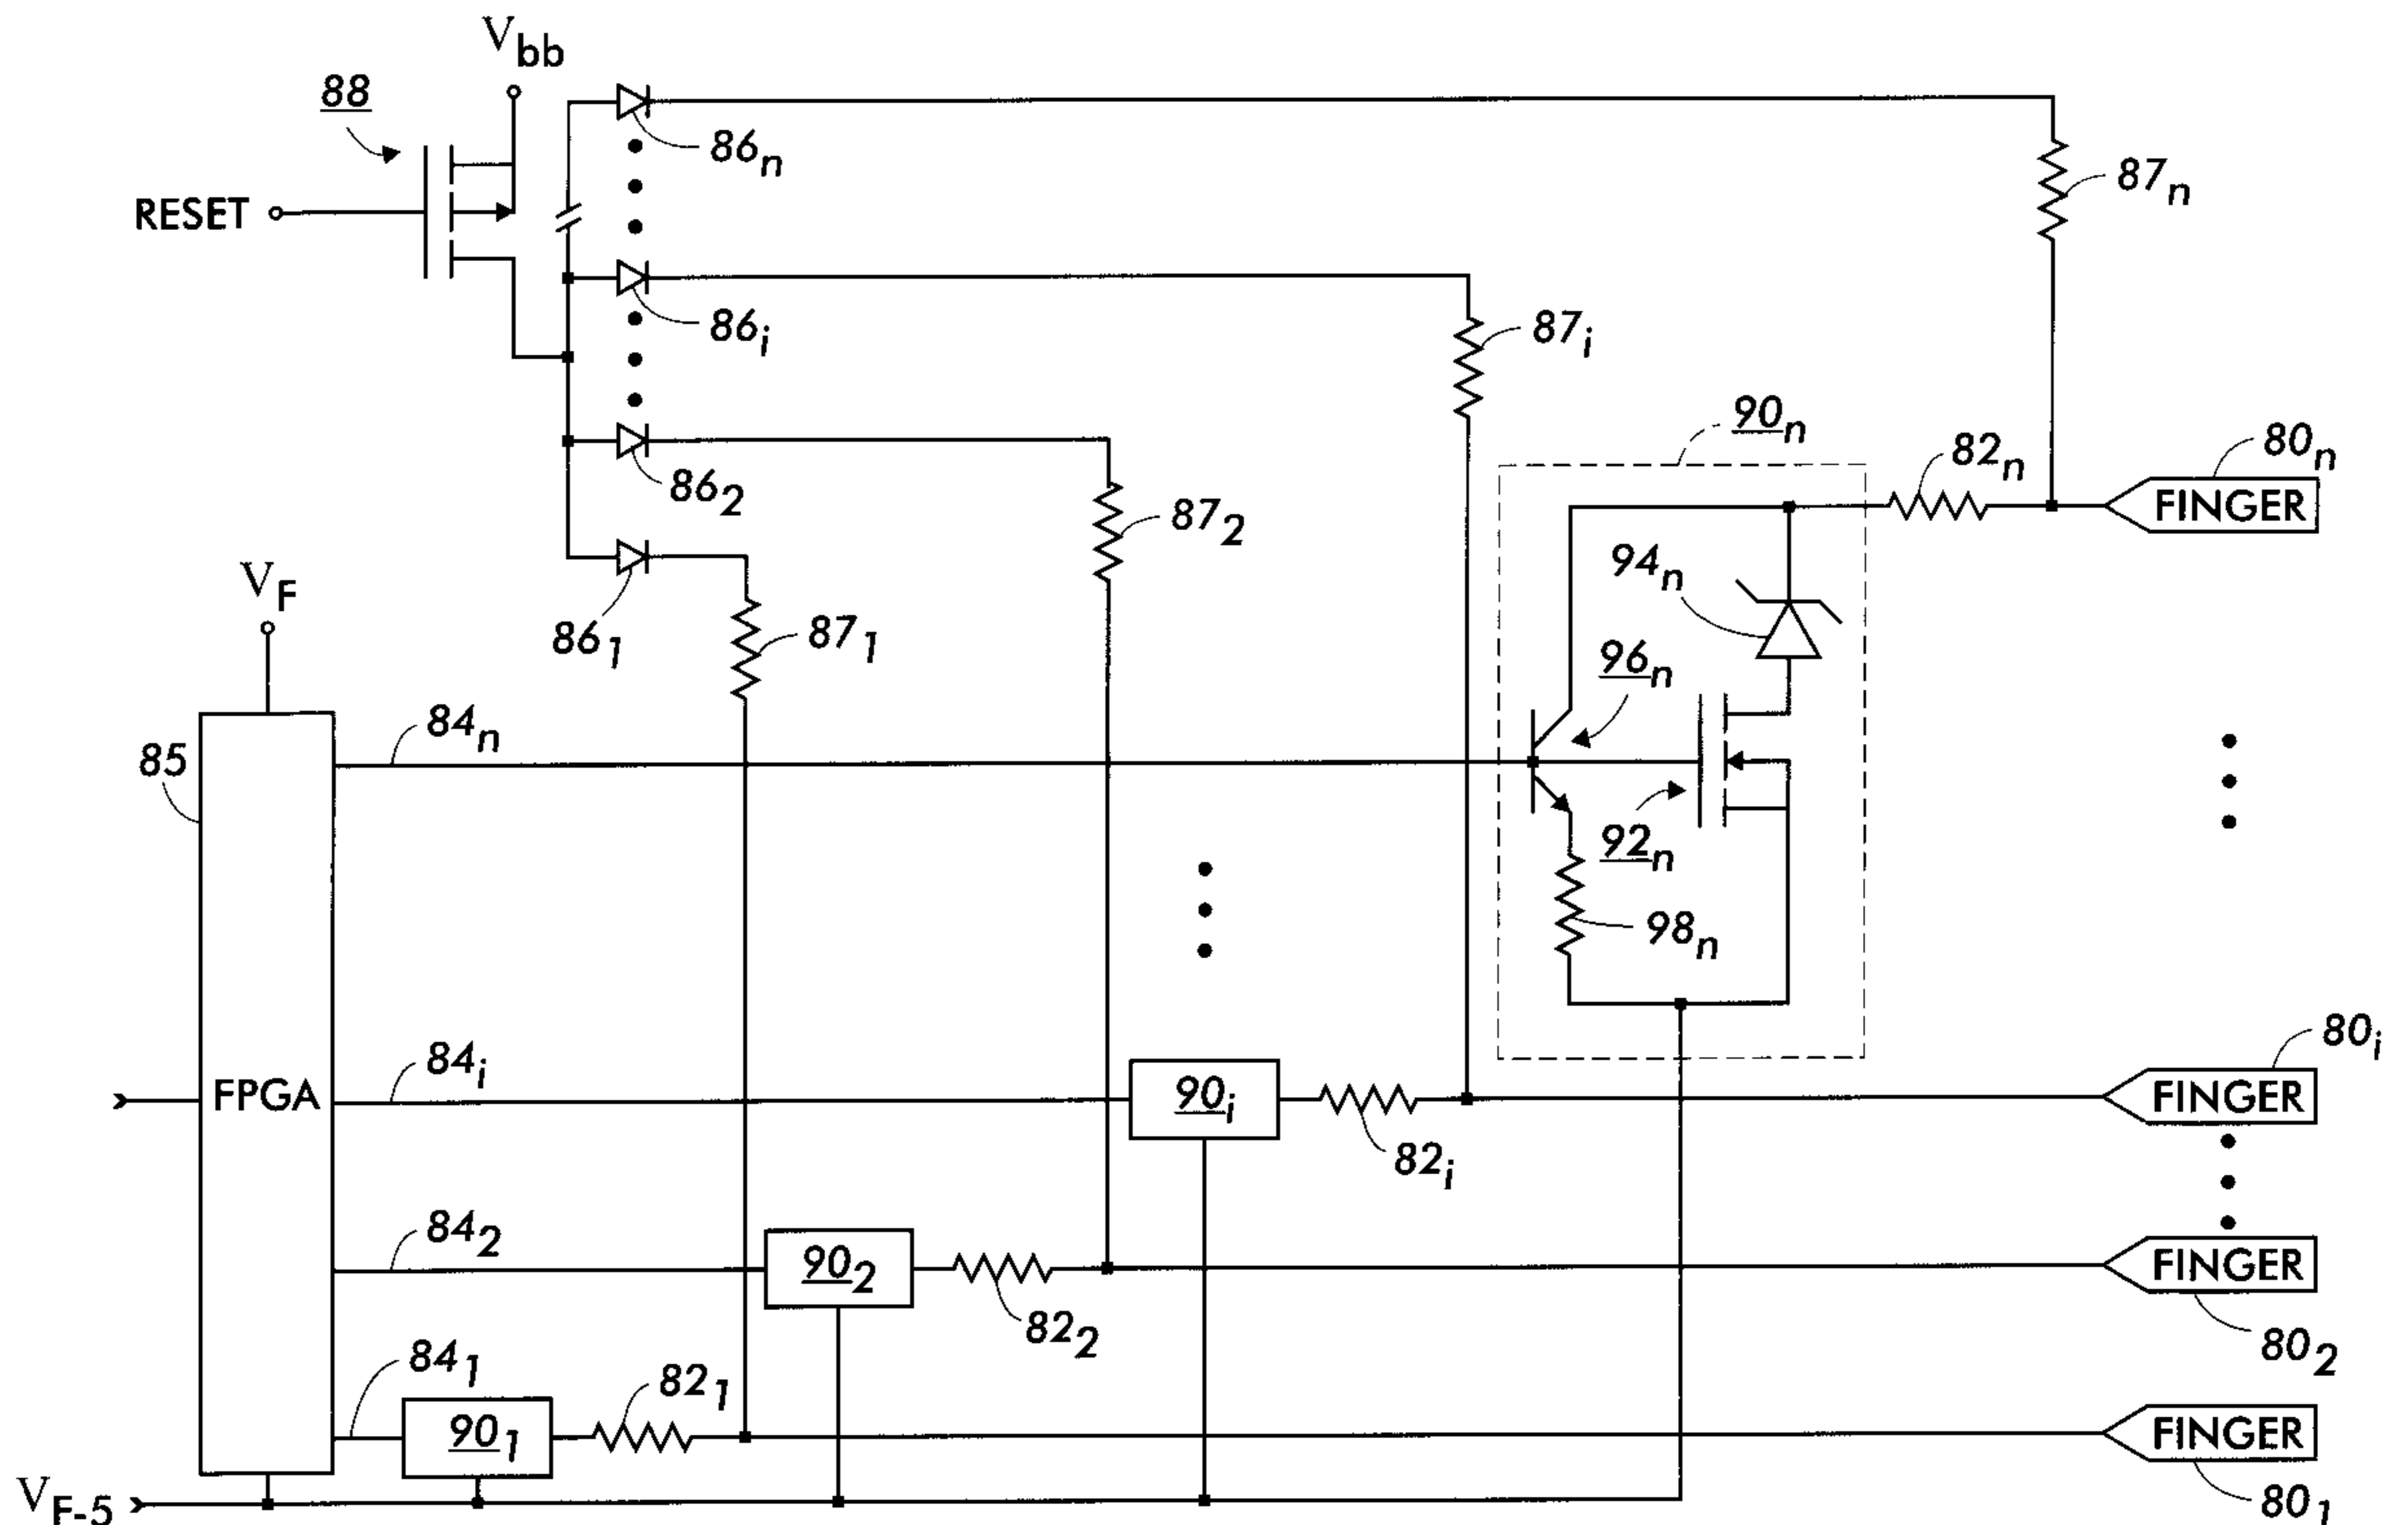 Vbb
88
86n
87n
RESET
86i
87i
90n
82n
80n
FINGER
862
872
94n
VF
861
871
96n
84n
85
92n
98n
80i
84i
FPGA
90i
FINGER
82i
842
902
FINGER
822
802
841
821
901
FINGER
VF-5
801